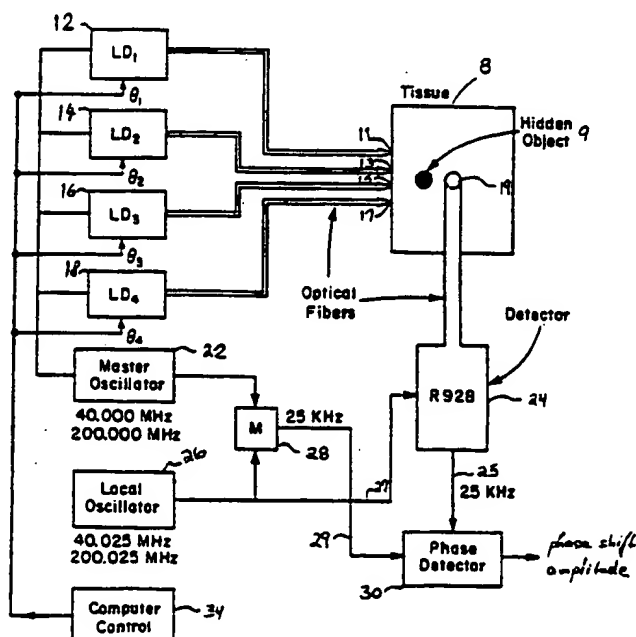 12
LD1
θ1
14
LD2
θ2
16
LD3
θ3
18
LD4
θ4
Tissue
8
Hidden
Object 9
11
13
15
17
19
Optical
Fibers
Detector
R928
24
22
Master
Oscillator
40.000 MHz
200.000 MHz
M
28
25 KHz
26
Local
Oscillator
40.025 MHz
200.025 MHz
27
25
25 KHz
29
Phase
Detector
30
phase shift
amplitude
Computer
Control
34